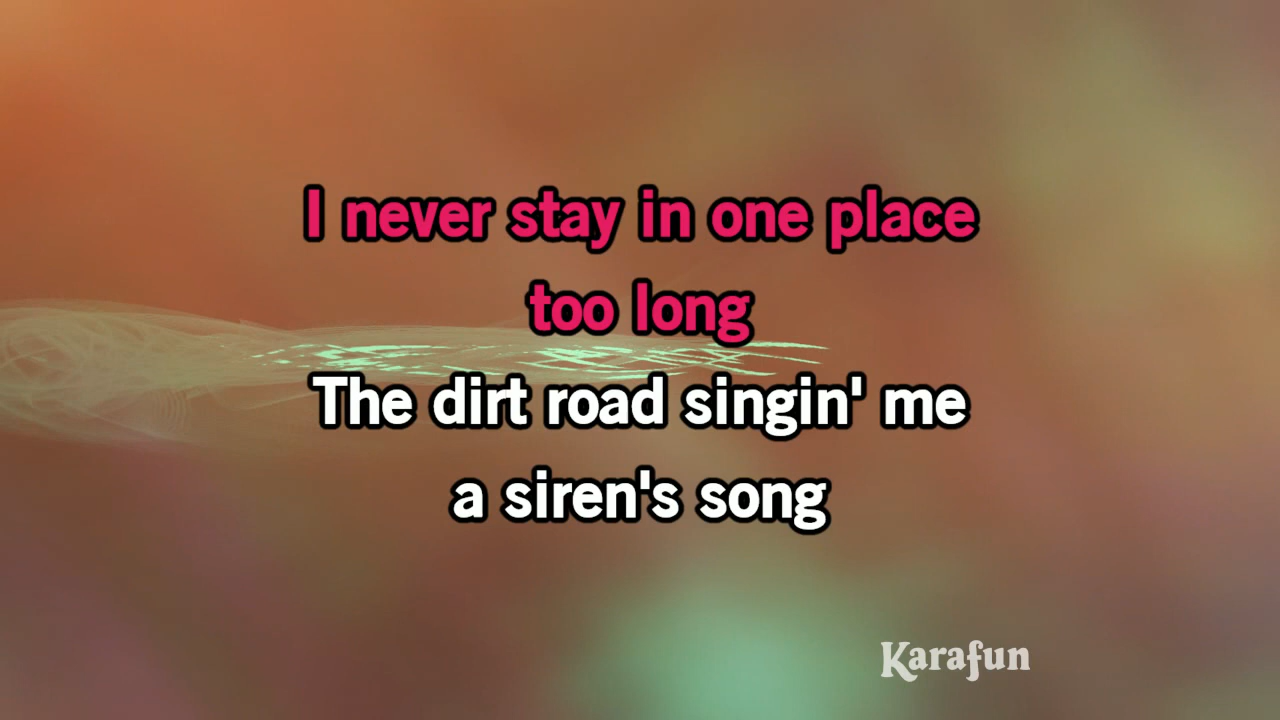 I never stay in one place
too long
The dirt road singin' me
a siren's song
Karafun